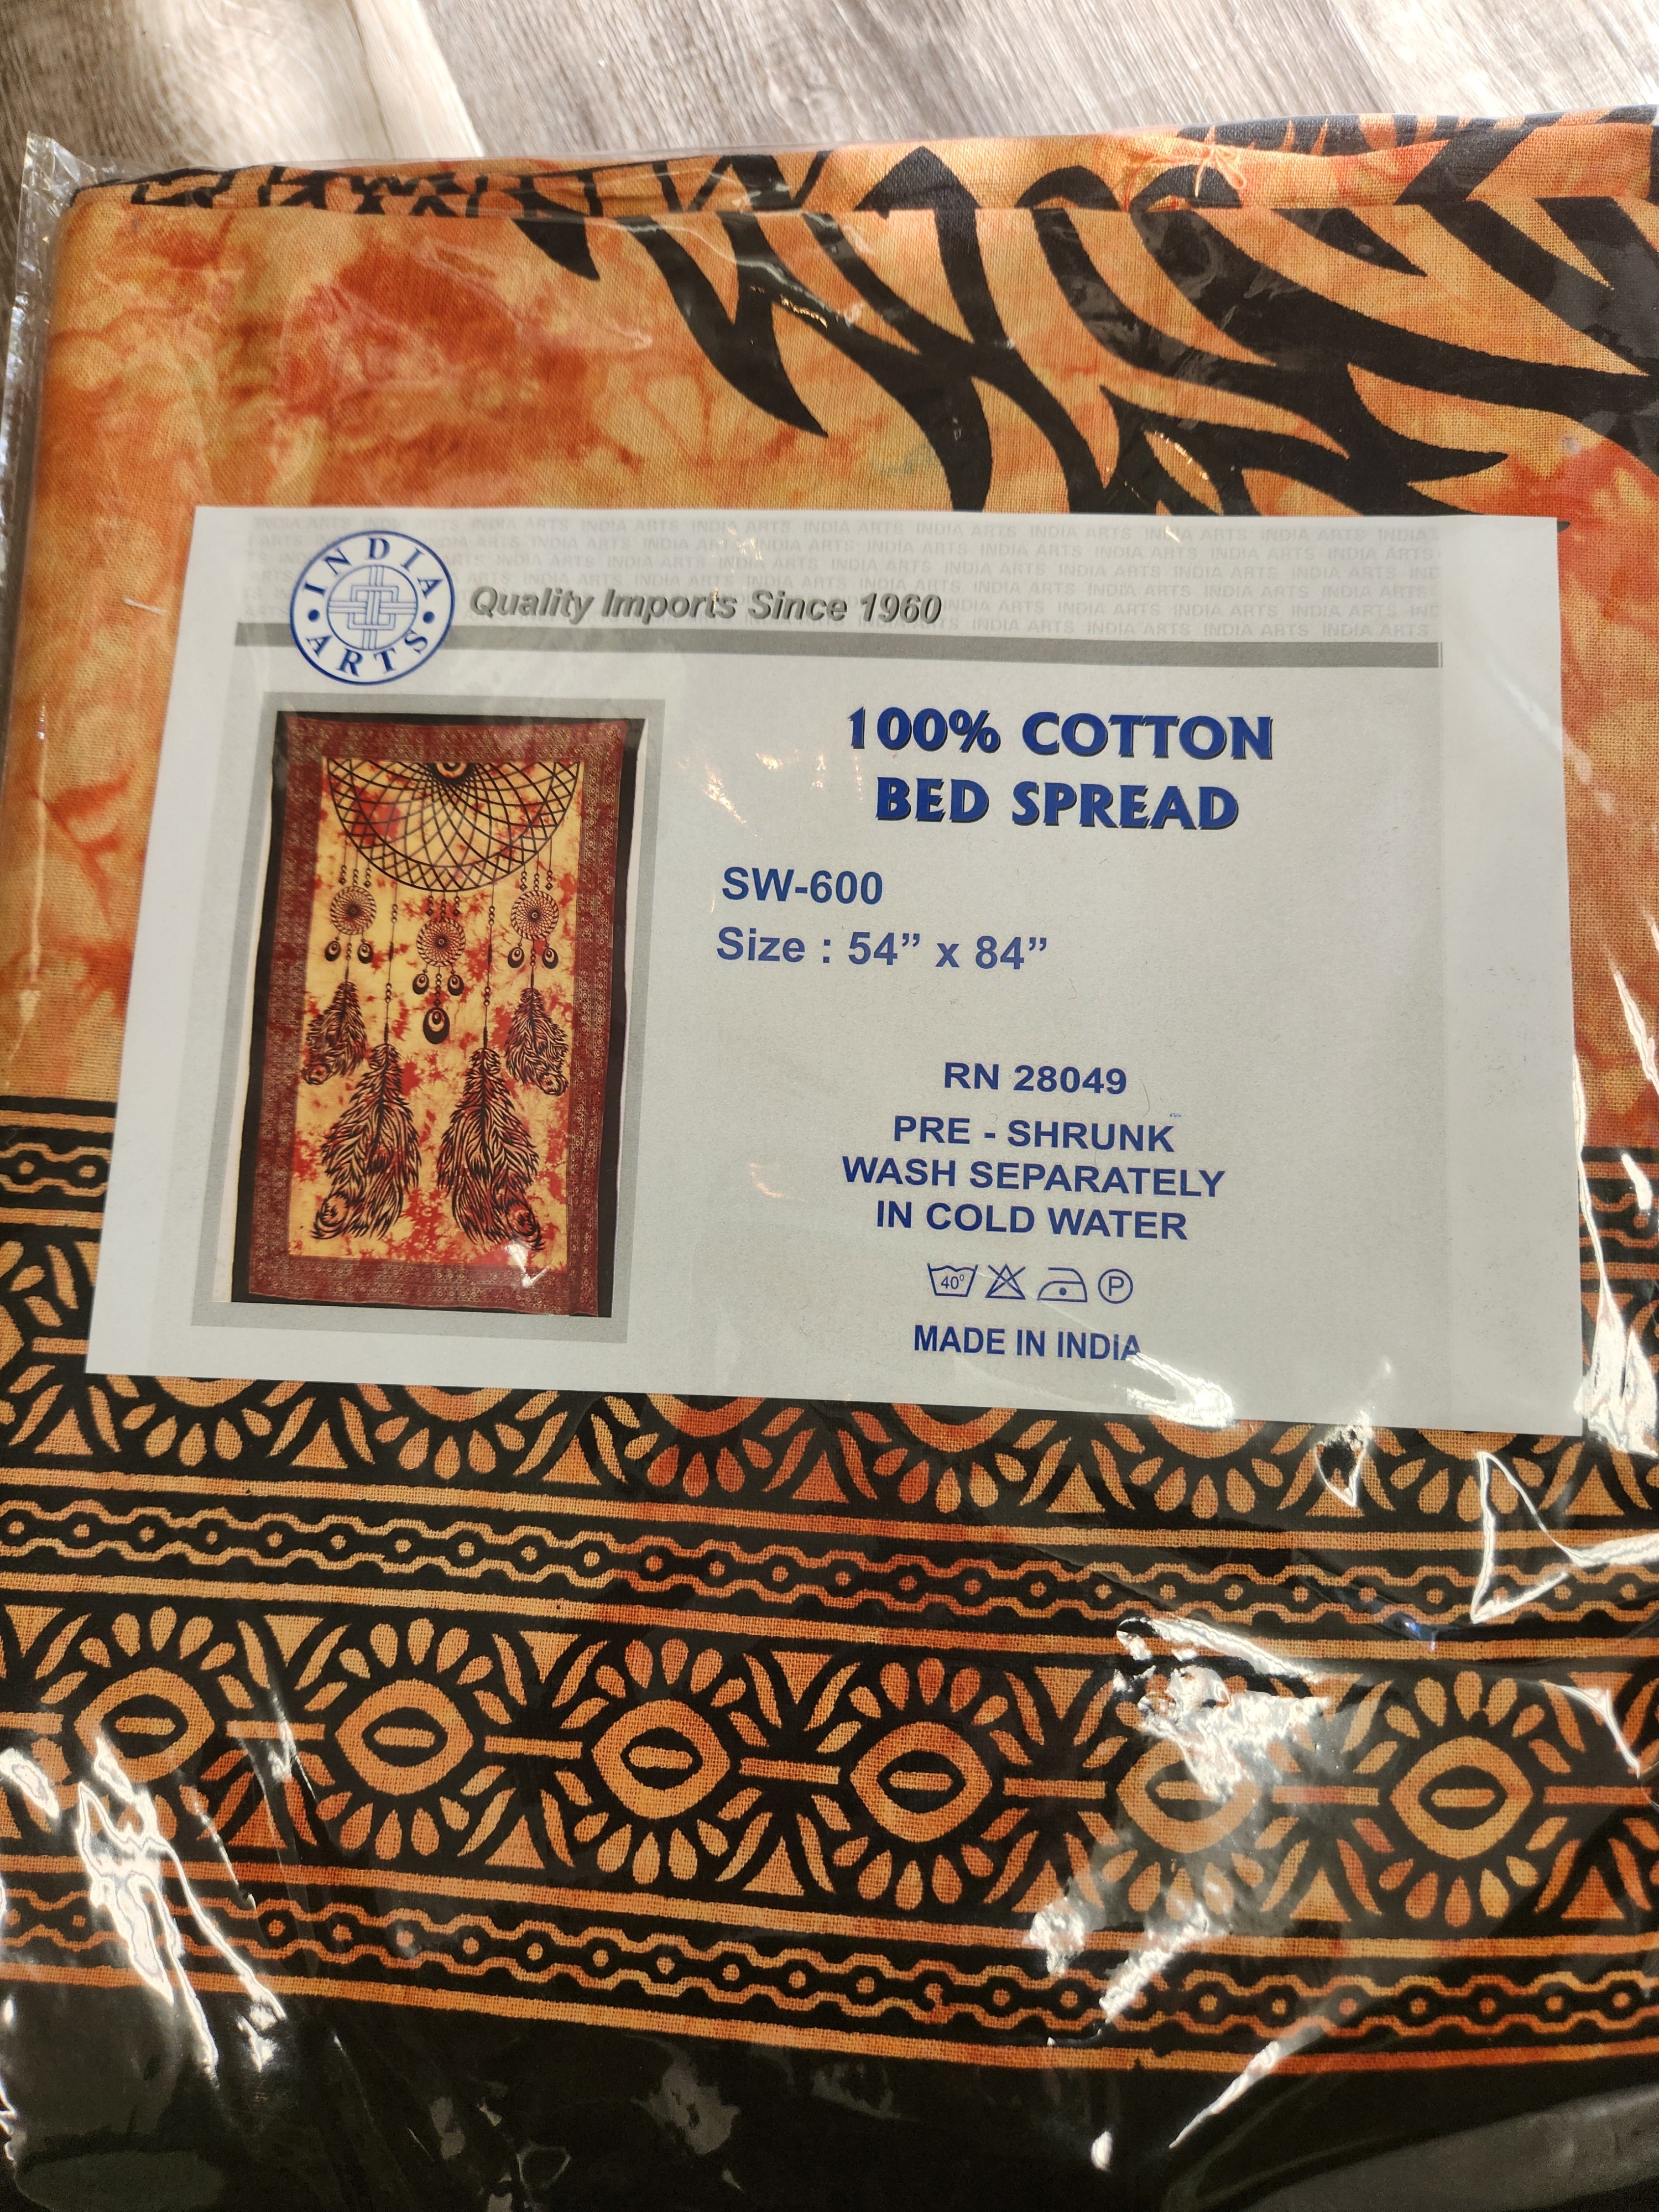 INDIA ARTS
Quality Imports Since 1960
100% COTTON
BED SPREAD
SW-600
Size : 54” x 84”
RN 28049
PRE - SHRUNK
WASH SEPARATELY
IN COLD WATER
40⁰ P
MADE IN INDIA